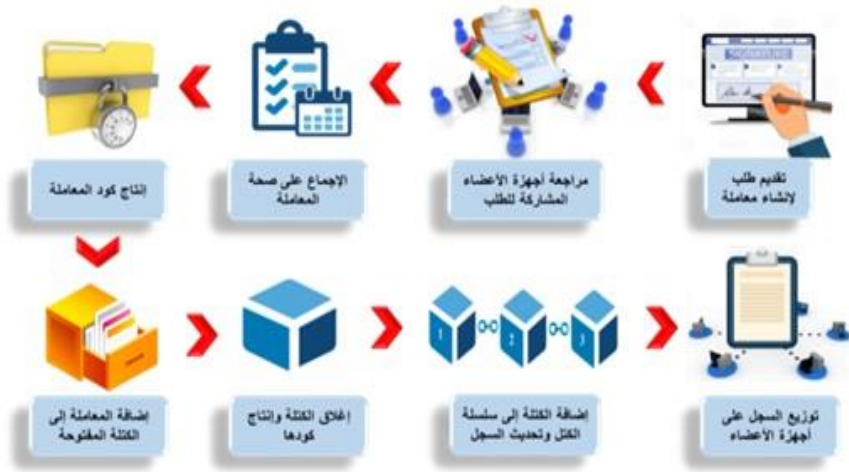 تقديم طلب
لإنشاء معاملة
مراجعة أجهزة الأعضاء
المشاركة للطلب
الإجماع على صحة
المعاملة
إنتاج كود المعاملة
إضافة المعاملة إلى
الكتلة المفتوحة
إغلاق الكتلة وإنتاج
كودها
إضافة الكتلة إلى سلسلة
الكتل وتحديث السجل
توزيع السجل على
أجهزة الأعضاء